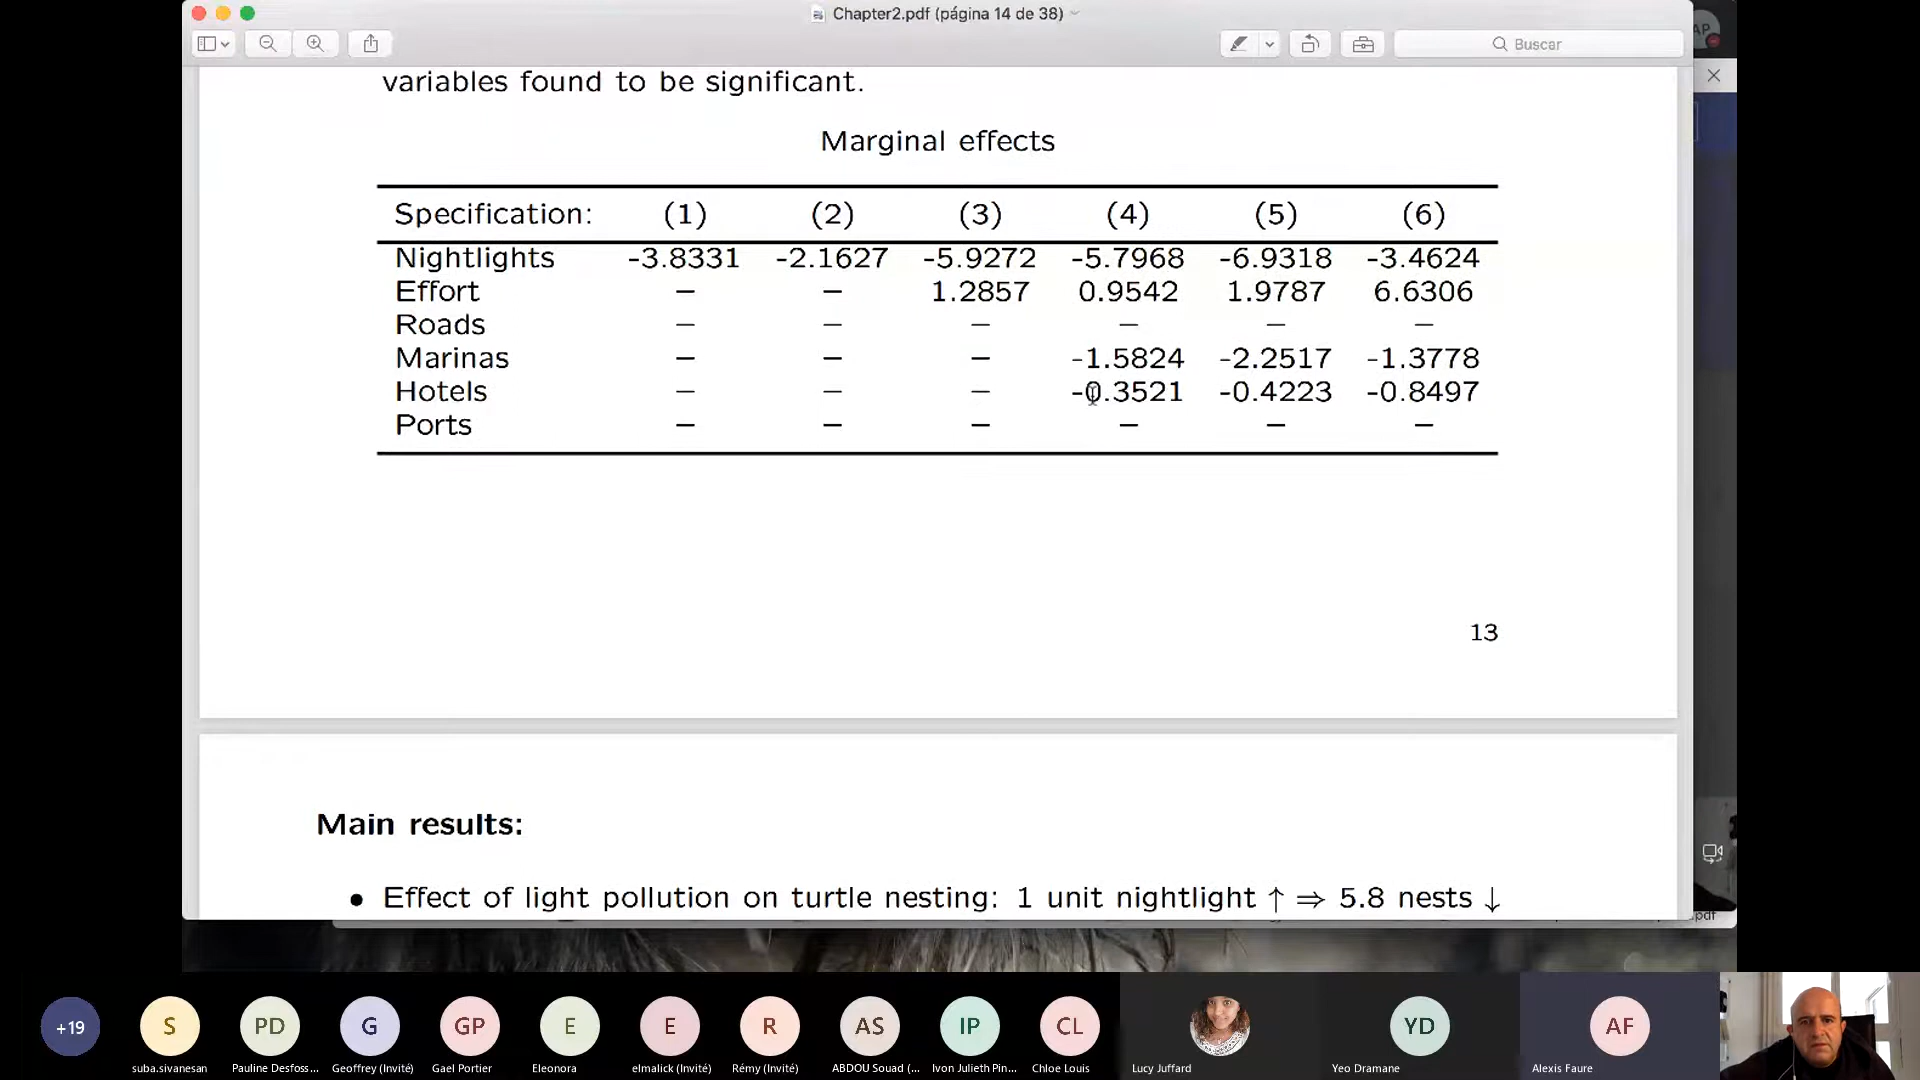 Chapter2.pdf (página 14 de 38)
Buscar
AP
variables found to be significant.
Marginal effects
Specification: (1) (2) (3) (4) (5) (6)
Nightlights -3.8331 -2.1627 -5.9272 -5.7968 -6.9318 -3.4624
Effort – – 1.2857 0.9542 1.9787 6.6306
Roads – – – – – –
Marinas – – – -1.5824 -2.2517 -1.3778
Hotels – – – -0.3521 -0.4223 -0.8497
Ports – – – – – –
13
Main results:
• Effect of light pollution on turtle nesting: 1 unit nightlight ↑ ⇒ 5.8 nests ↓
.pdf
+19 S PD G GP E E R AS IP CL YD AF
suba.sivanesan Pauline Desfoss... Geoffrey (Invité) Gael Portier Eleonora elmalick (Invité) Rémy (Invité) ABDOU Souad (... Ivon Julieth Pin... Chloe Louis Lucy Juffard Yeo Dramane Alexis Faure